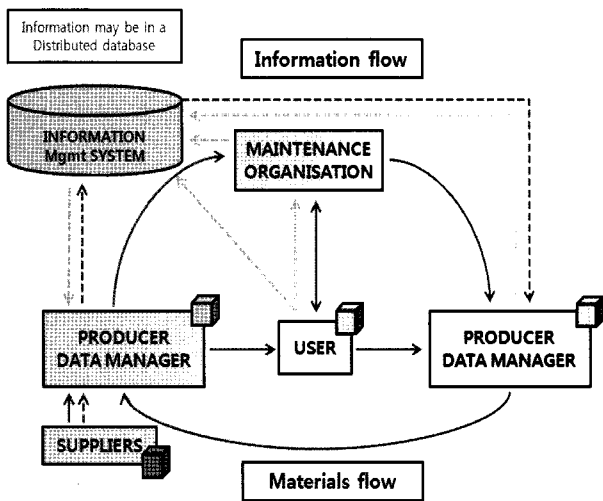 Information may be in a
Distributed database
Information flow
INFORMATION
Mgmt SYSTEM
MAINTENANCE
ORGANISATION
PRODUCER
DATA MANAGER
USER
PRODUCER
DATA MANAGER
SUPPLIERS
Materials flow